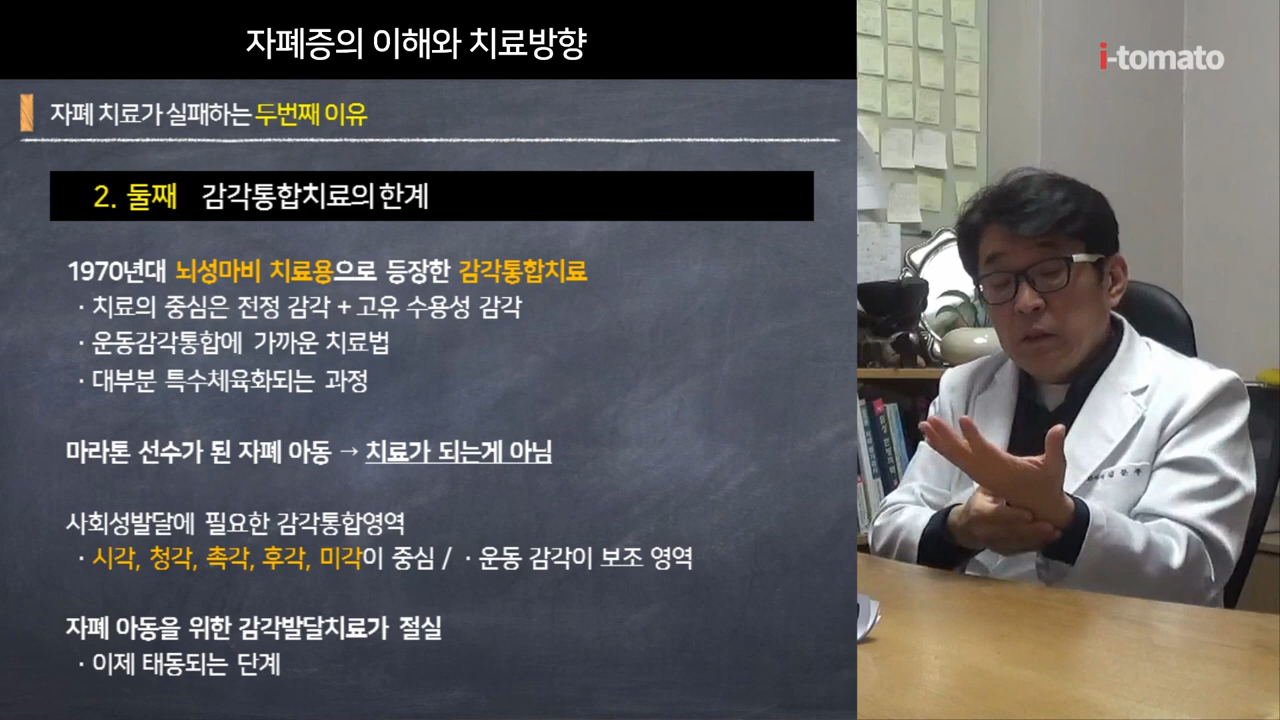 자폐증의 이해와 치료방향
i-tomato
자폐 치료가 실패하는 두번째 이유
2. 둘째 감각통합치료의 한계
1970년대 뇌성마비 치료용으로 등장한 감각통합치료
· 치료의 중심은 전정 감각 + 고유 수용성 감각
· 운동감각통합에 가까운 치료법
· 대부분 특수체육화되는 과정
마라톤 선수가 된 자폐 아동 → 치료가 되는게 아님
사회성발달에 필요한 감각통합영역
· 시각, 청각, 촉각, 후각, 미각이 중심 / · 운동 감각이 보조 영역
자폐 아동을 위한 감각발달치료가 절실
· 이제 태동되는 단계